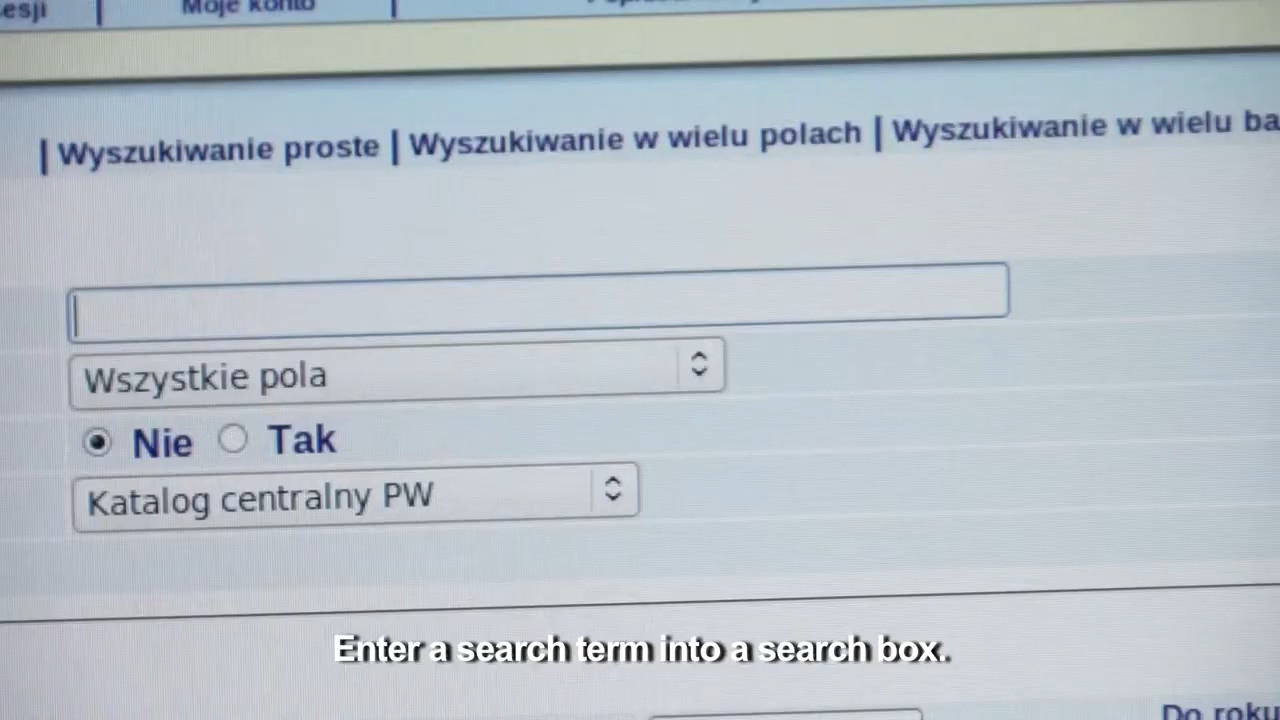 esji | Moje konto |
| Wyszukiwanie proste | Wyszukiwanie w wielu polach | Wyszukiwanie w wielu ba
Wszystkie pola
Nie Tak
Katalog centralny PW
Enter a search term into a search box.
Do roku